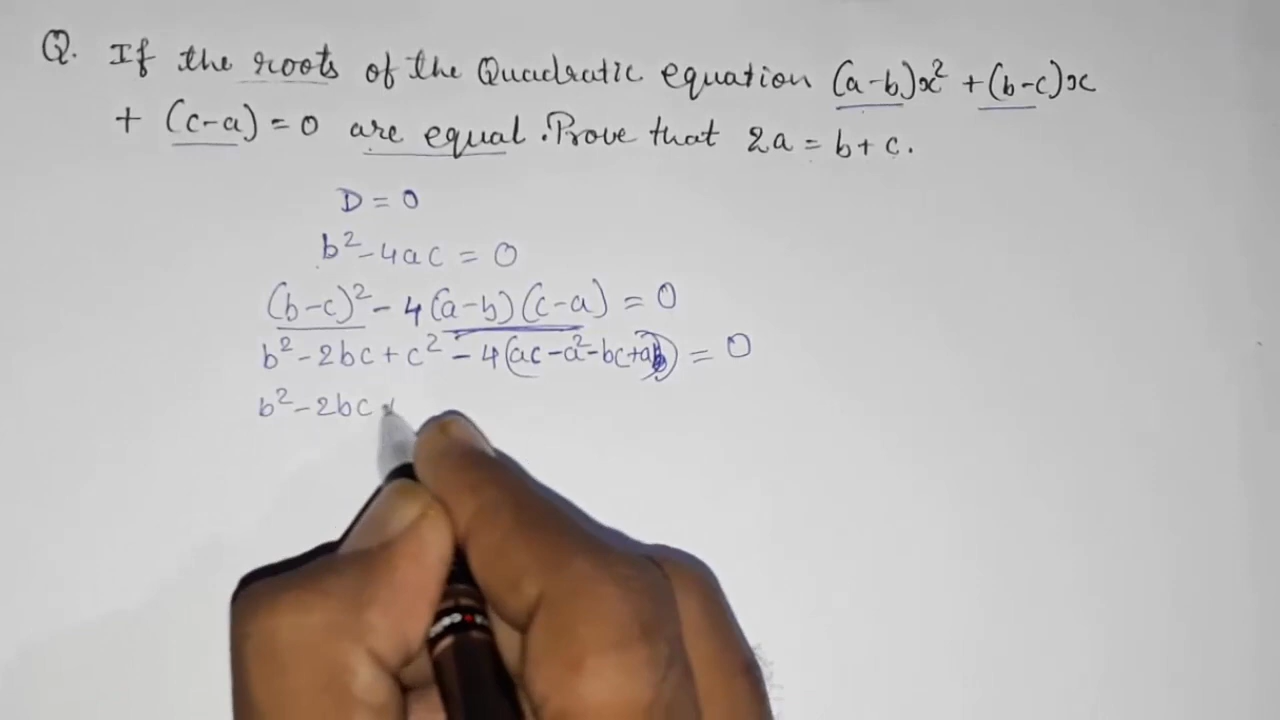 Q. If the roots of the Quadratic equation (a-b)x² + (b-c)x
+ (c-a) = 0 are equal. Prove that 2a = b + c.
D = 0
b² - 4ac = 0
(b-c)² - 4(a-b)(c-a) = 0
b² - 2bc + c² - 4(ac - a² - bc + ab) = 0
b² - 2bc